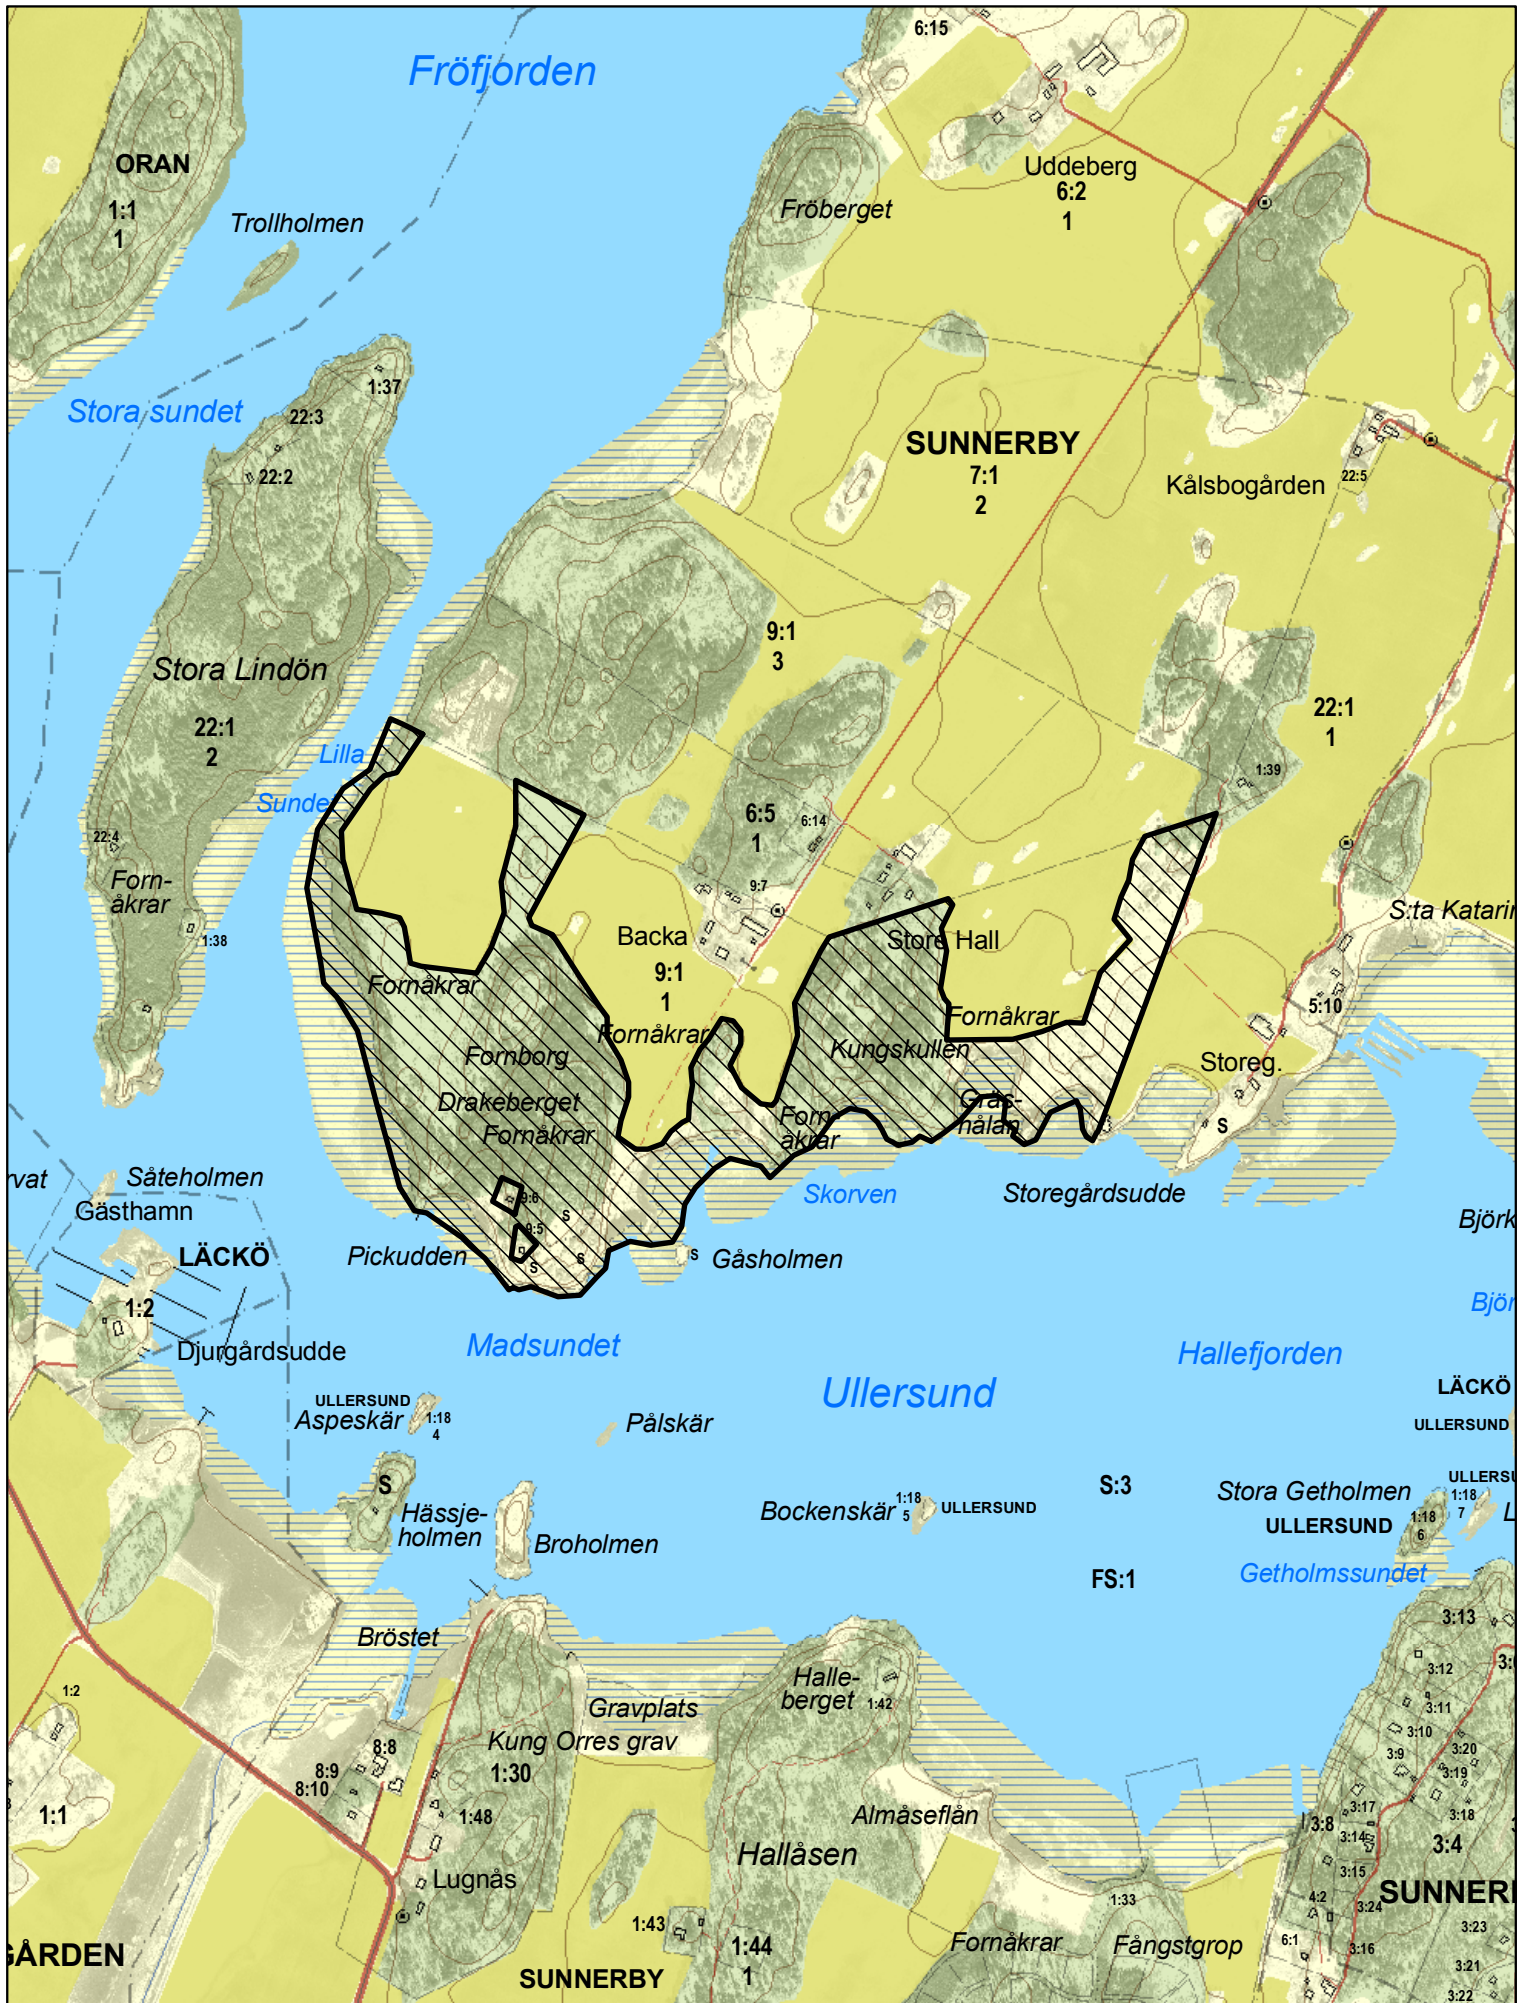 6:15
Fröfjorden
ORAN
1:1
1
Trollholmen
Uddeberg
6:2
1
Fröberget
1:37
Stora sundet
22:3
22:2
SUNNERBY
7:1
2
Kålsbogården
22:5
9:1
3
Stora Lindön
22:1
2
22:1
1
Lilla
Sundet
1:39
6:5
1
6:14
22:4
Forn-
åkrar
9:7
1:38
Backa
9:1
1
Store Hall
S:ta Katarin
Fornåkrar
Fornåkrar
Fornåkrar
5:10
Fornborg
Kungskullen
Storeg.
Drakeberget
Fornåkrar
Forn-
åkrar
Gräs-
hålan
S
rvat
Såteholmen
Gästhamn
9:6
S
Skorven
Storegårdsudde
Björk
LÄCKÖ
Pickudden
9:5
S
S
S
Gåsholmen
1:2
Björ
Djurgårdsudde
Madsundet
Hallefjorden
Ullersund
LÄCKÖ
ULLERSUND
Aspeskär
1:18
4
Pålskär
ULLERSUND
S
Hässje-
holmen
Broholmen
Bockenskär
1:18
5
ULLERSUND
S:3
Stora Getholmen
ULLERSUND
1:18
6
ULLERSU
1:18
7
L
FS:1
Getholmssundet
Bröstet
3:13
Halle-
berget
1:42
3:12
1:2
Gravplats
3:11
3:10
Kung Orres grav
1:30
8:8
8:9
8:10
3:9
3:20
3:19
1:1
1:48
Almåseflån
3:17
3:18
3:8
3:14
3:4
Hallåsen
3:15
Lugnås
1:33
4:2
3:24
SUNNER
1:43
3:23
GÅRDEN
1:44
1
Fornåkrar
Fångstgrop
6:1
3:16
3:21
SUNNERBY
3:22